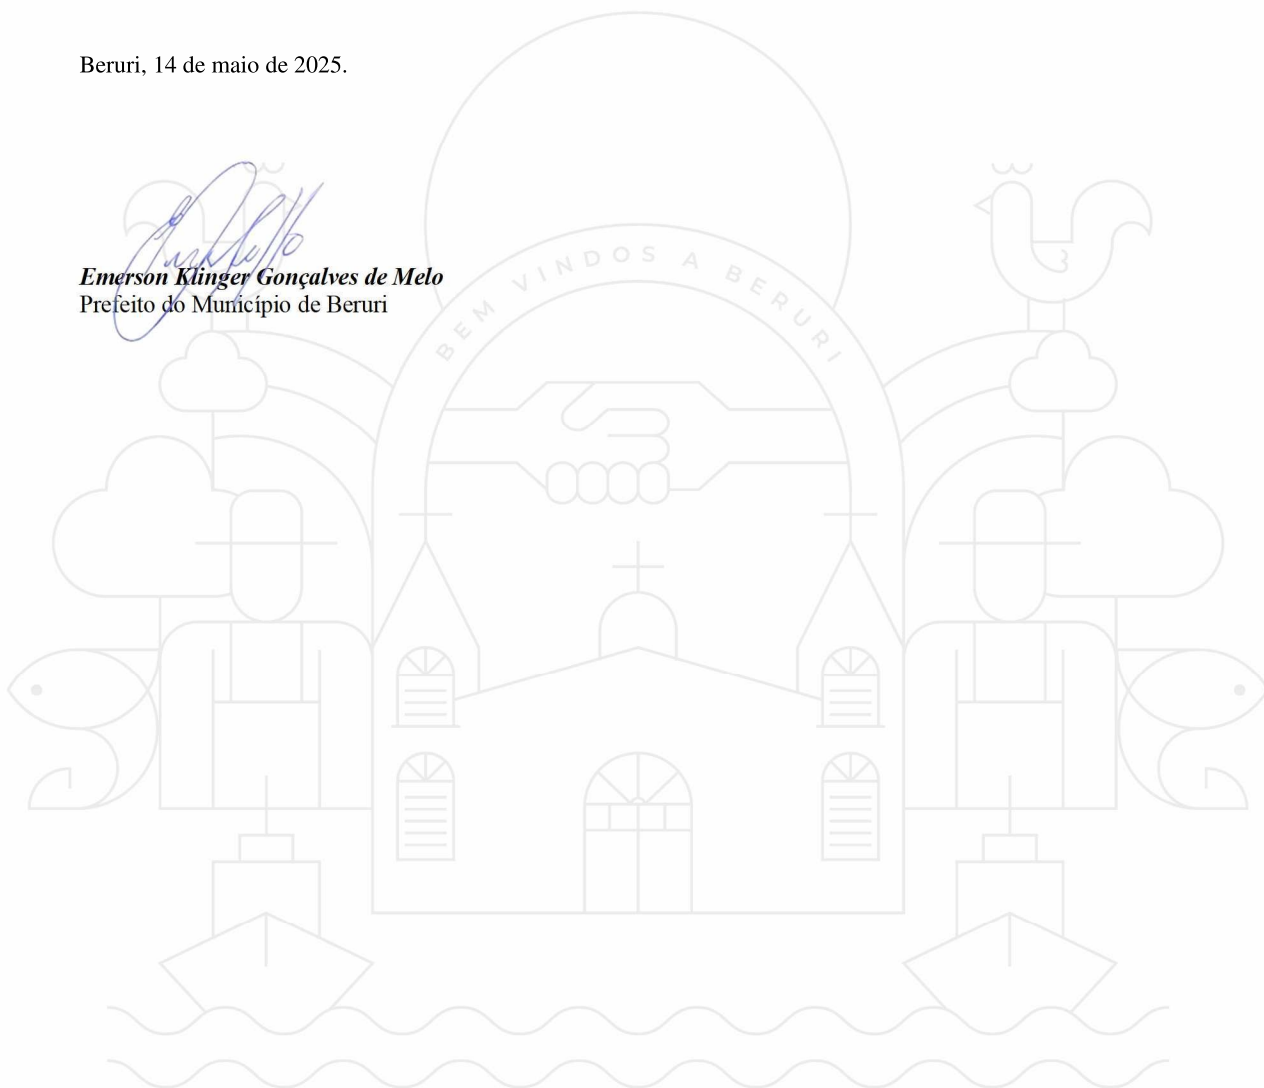 Beruri, 14 de maio de 2025.
Emerson Klinger Gonçalves de Melo
Prefeito do Município de Beruri
BEM VINDOS A BERURI